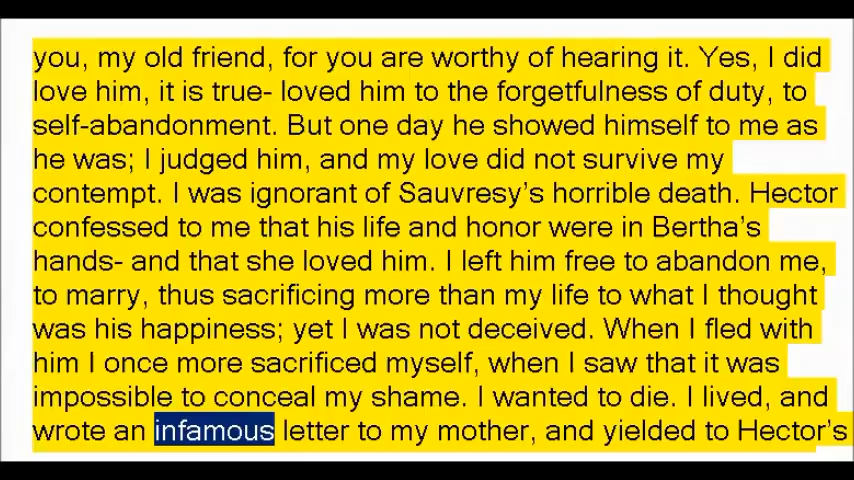 you, my old friend, for you are worthy of hearing it. Yes, I did
love him, it is true- loved him to the forgetfulness of duty, to
self-abandonment. But one day he showed himself to me as
he was; I judged him, and my love did not survive my
contempt. I was ignorant of Sauvresy’s horrible death. Hector
confessed to me that his life and honor were in Bertha’s
hands- and that she loved him. I left him free to abandon me,
to marry, thus sacrificing more than my life to what I thought
was his happiness; yet I was not deceived. When I fled with
him I once more sacrificed myself, when I saw that it was
impossible to conceal my shame. I wanted to die. I lived, and
wrote an infamous letter to my mother, and yielded to Hector’s